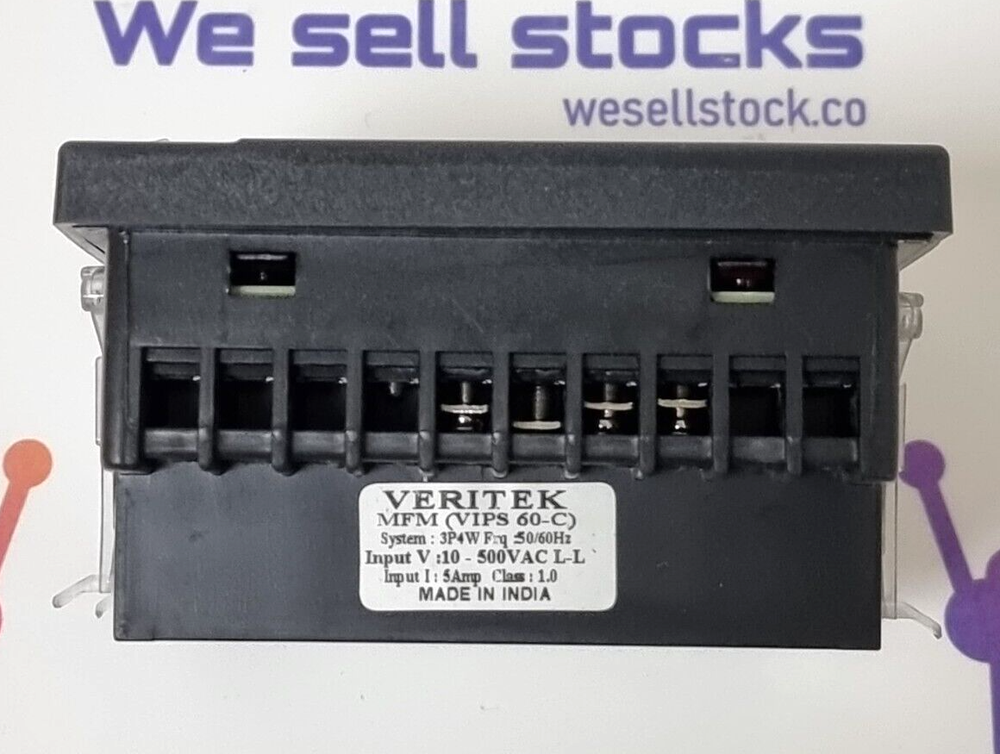 We sell stocks
wesellstock.co
VERITEK
MFM (VIPS 60-C)
System : 3P4W Frq :50/60Hz
Input V :10 - 500VAC L-L
Input I : 5Amp Class : 1.0
MADE IN INDIA